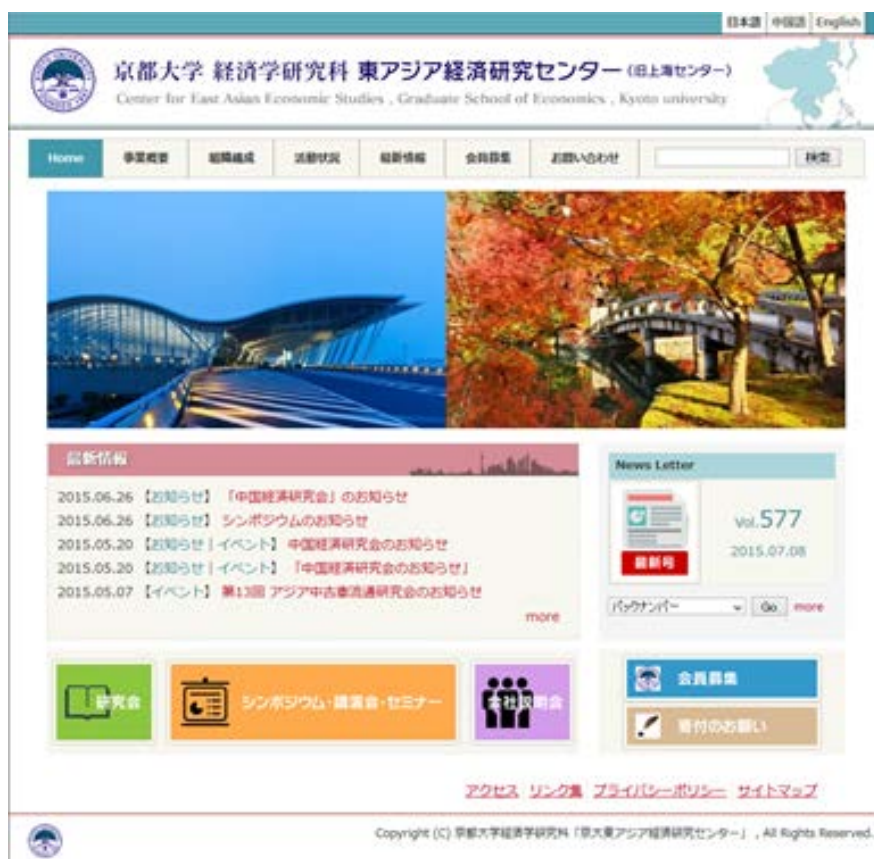 日本語 中国語 English
京都大学 経済学研究科 東アジア経済研究センター (旧上海センター)
Center for East Asian Economic Studies , Graduate School of Economics , Kyoto university
Home 事業概要 組織構成 活動状況 最新情報 会員募集 お問い合わせ 検索
最新情報
2015.06.26 【お知らせ】 「中国経済研究会」のお知らせ
2015.06.26 【お知らせ】 シンポジウムのお知らせ
2015.05.20 【お知らせ | イベント】 中国経済研究会のお知らせ
2015.05.20 【お知らせ | イベント】 「中国経済研究会のお知らせ」
2015.05.07 【イベント】 第13回 アジア中古車流通研究会のお知らせ
more
News Letter
最新号
Vol.577
2015.07.08
バックナンバー Go more
研究会
シンポジウム・講演会・セミナー
会社説明会
会員募集
寄付のお願い
アクセス リンク集 プライバシーポリシー サイトマップ
Copyright (C) 京都大学経済学研究科「京大東アジア経済研究センター」 , All Rights Reserved.